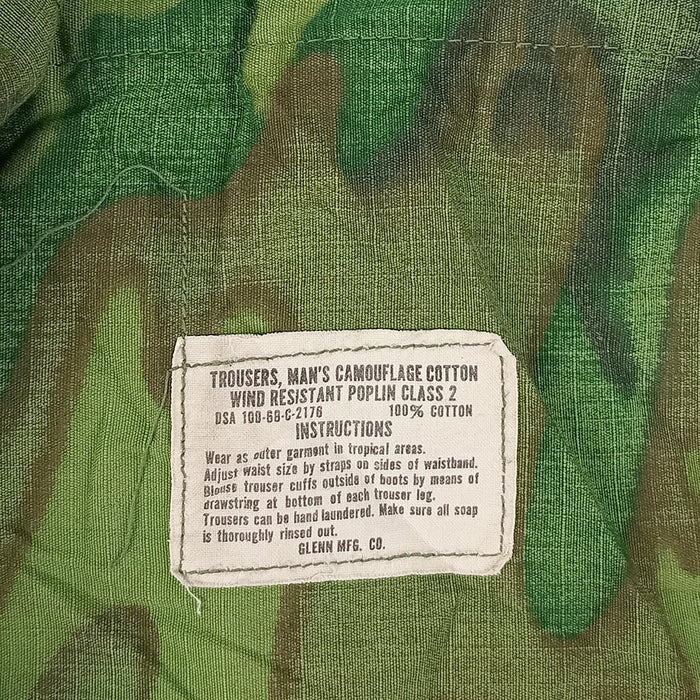 TROUSERS, MAN'S CAMOUFLAGE COTTON
WIND RESISTANT POPLIN CLASS 2
DSA 100-68-C-2176 100% COTTON
INSTRUCTIONS
Wear as outer garment in tropical areas.
Adjust waist size by straps on sides of waistband.
Blouse trouser cuffs outside of boots by means of
drawstring at bottom of each trouser leg.
Trousers can be hand laundered. Make sure all soap
is thoroughly rinsed out.
GLENN MFG. CO.